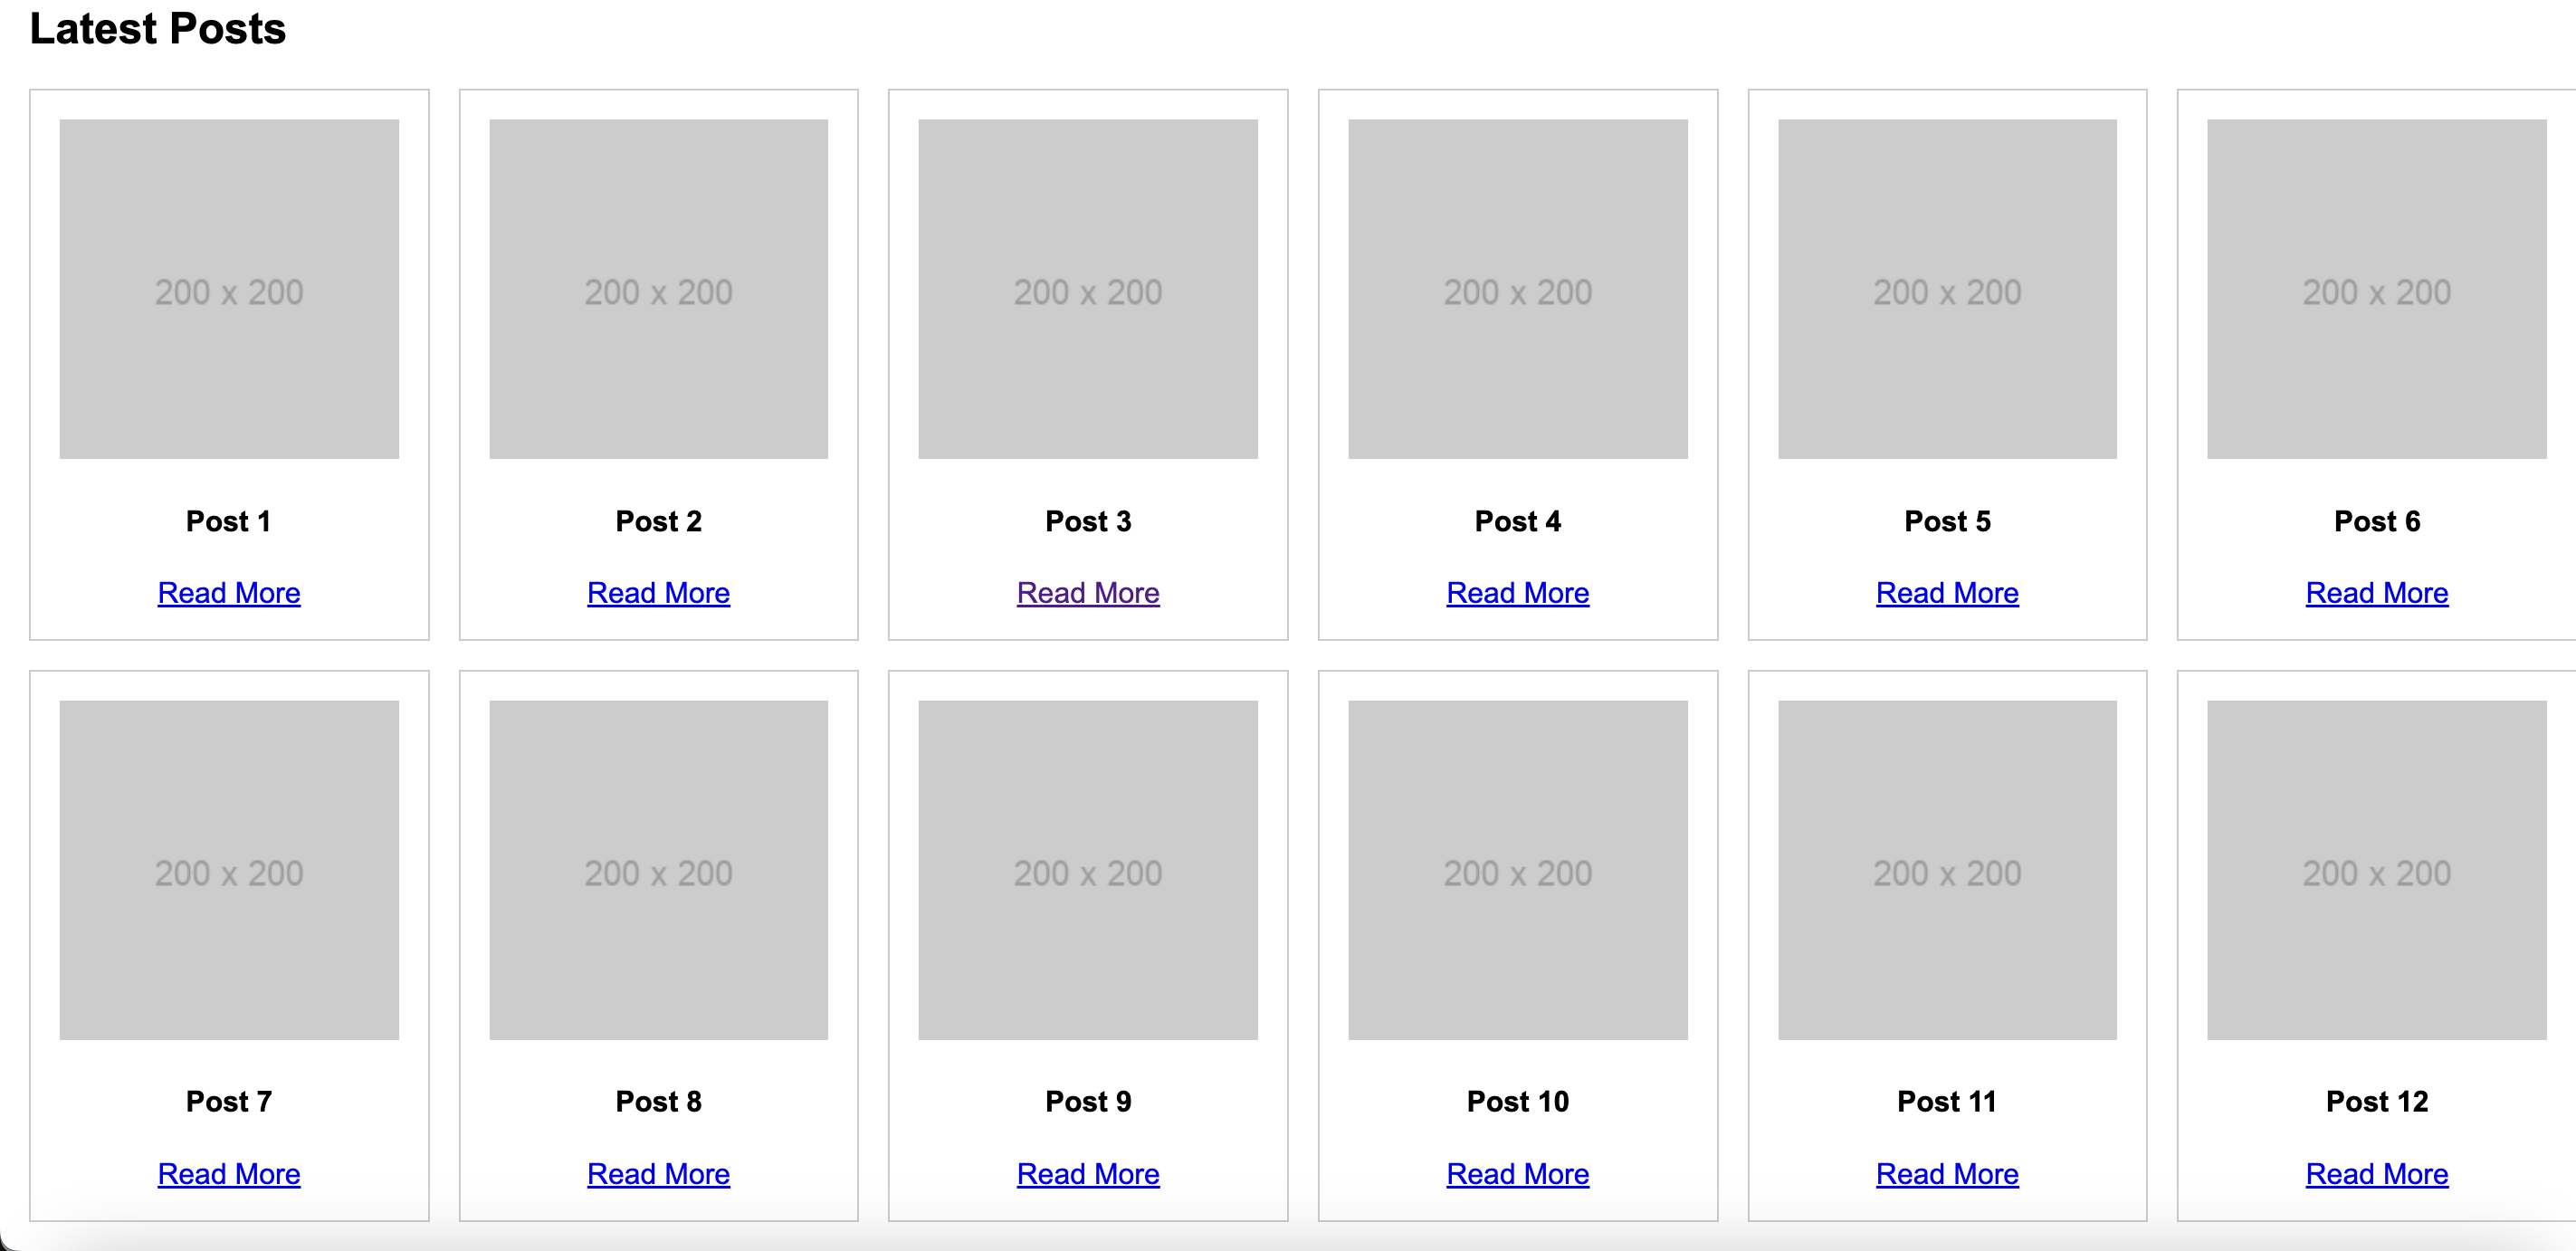 Latest Posts
200 x 200
200 x 200
200 x 200
200 x 200
200 x 200
200 x 200
Post 1
Post 2
Post 3
Post 4
Post 5
Post 6
Read More
Read More
Read More
Read More
Read More
Read More
200 x 200
200 x 200
200 x 200
200 x 200
200 x 200
200 x 200
Post 7
Post 8
Post 9
Post 10
Post 11
Post 12
Read More
Read More
Read More
Read More
Read More
Read More